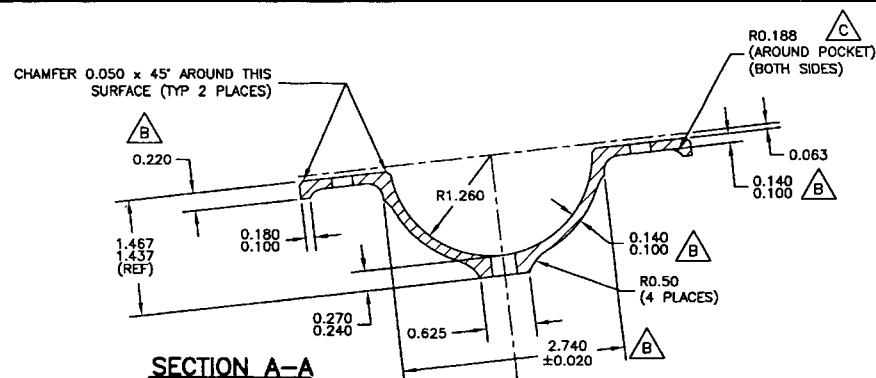 R0.188
C
(AROUND POCKET)
(BOTH SIDES)
CHAMFER 0.050 x 45° AROUND THIS
SURFACE (TYP 2 PLACES)
B
0.220
0.063
R1.260
0.140
0.100
B
0.180
0.100
0.140
0.100
B
1.467
1.437
(REF)
R0.50
(4 PLACES)
0.270
0.240
0.625
2.740
±0.020
B
SECTION A-A